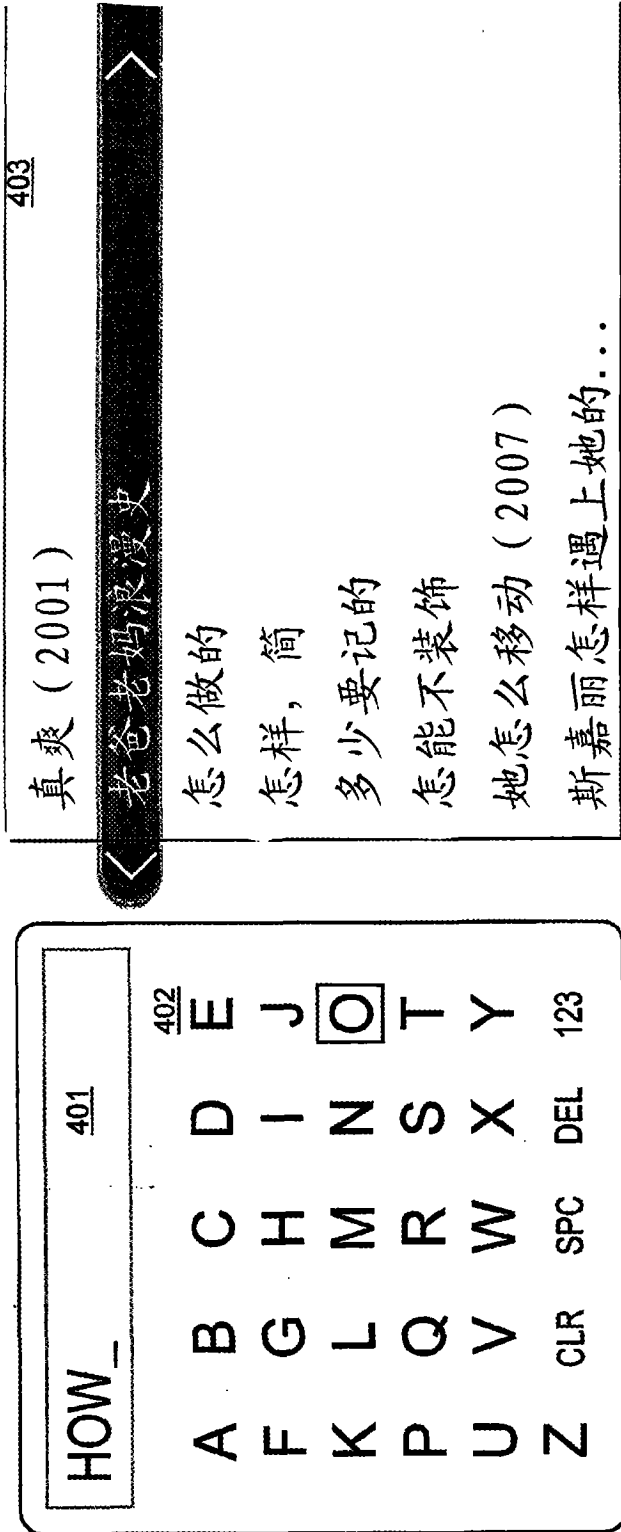 HOW_
401
402
A B C D E
F G H I J
K L M N O
P Q R S T
U V W X Y
Z CLR SPC DEL 123
403
真爽 (2001)
老爸老妈浪漫史
怎么做的
怎样，简
多少要记的
怎能不装饰
她怎么移动 (2007)
斯嘉丽怎样遇上她的...